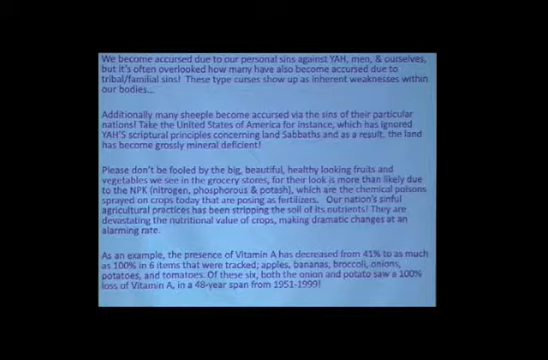 We become accursed due to our personal sins against YAH, men, & ourselves,
but it's often overlooked how many have also become accursed due to
tribal/familial sins!  These type curses show up as inherent weaknesses within
our bodies...
Additionally many sheeple become accursed via the sins of their particular
nations! Take the United States of America for instance, which has ignored
YAH'S scriptural principles concerning land Sabbaths and as a result, the land
has become grossly mineral deficient!
Please don't be fooled by the big, beautiful, healthy looking fruits and
vegetables we see in the grocery stores, for their look is more than likely due
to the NPK (nitrogen, phosphorous & potash), which are the chemical poisons
sprayed on crops today that are posing as fertilizers.   Our nation's sinful
agricultural practices has been stripping the soil of its nutrients! They are
devastating the nutritional value of crops, making dramatic changes at an
alarming rate.
As an example, the presence of Vitamin A has decreased from 41% to as much
as 100% in 6 items that were tracked; apples, bananas, broccoli, onions,
potatoes, and tomatoes. Of these six, both the onion and potato saw a 100%
loss of Vitamin A, in a 48-year span from 1951-1999!